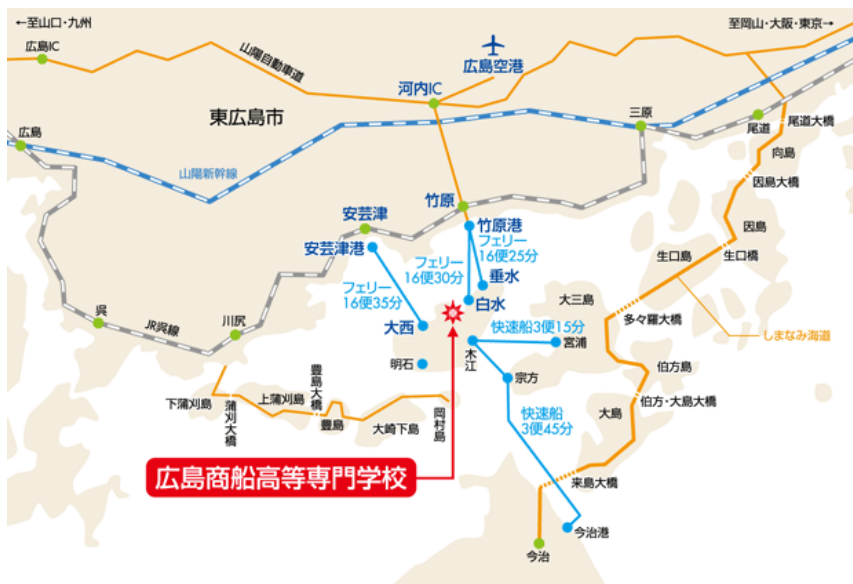 ←至山口・九州
至岡山・大阪・東京→
広島IC
山陽自動車道
広島空港
河内IC
東広島市
三原
尾道
尾道大橋
広島
向島
山陽新幹線
因島大橋
竹原
安芸津
竹原港
因島
安芸津港
フェリー
16便25分
生口島
生口橋
フェリー
16便30分
垂水
フェリー
16便35分
白水
大三島
多々羅大橋
しまなみ海道
呉
JR呉線
川尻
大西
快速船3便15分
木江
宮浦
明石
宗方
伯方島
伯方・大島大橋
下蒲刈島
蒲刈大橋
上蒲刈島
豊島大橋
豊島
大崎下島
岡村島
大島
快速船
3便45分
広島商船高等専門学校
来島大橋
今治港
今治